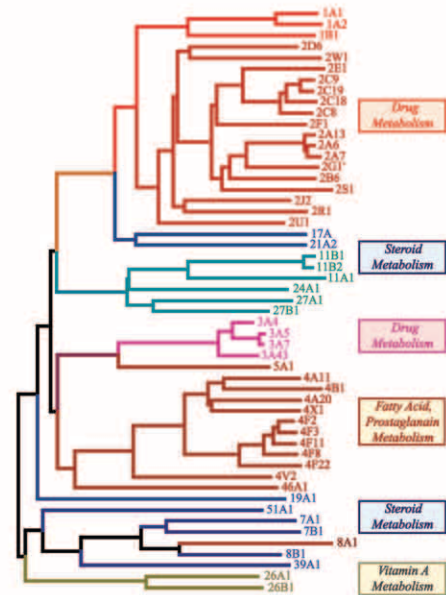 1A1
1A2
1B1
2D6
2W1
2E1
2C9
2C19
2C18
2C8
2F1
2A13
2A6
2A7
2G1'
2B6
2S1
2J2
2R1
2U1
17A
21A2
11B1
11B2
11A1
24A1
27A1
27B1
3A4
3A5
3A7
3A43
5A1
4A11
4B1
4A20
4X1
4F2
4F3
4F11
4F8
4F22
4V2
46A1
19A1
51A1
7A1
7B1
8A1
8B1
39A1
26A1
26B1
Drug
Metabolism
Steroid
Metabolism
Drug
Metabolism
Fatty Acid,
Prostaglanain
Metabolism
Steroid
Metabolism
Vitamin A
Metabolism